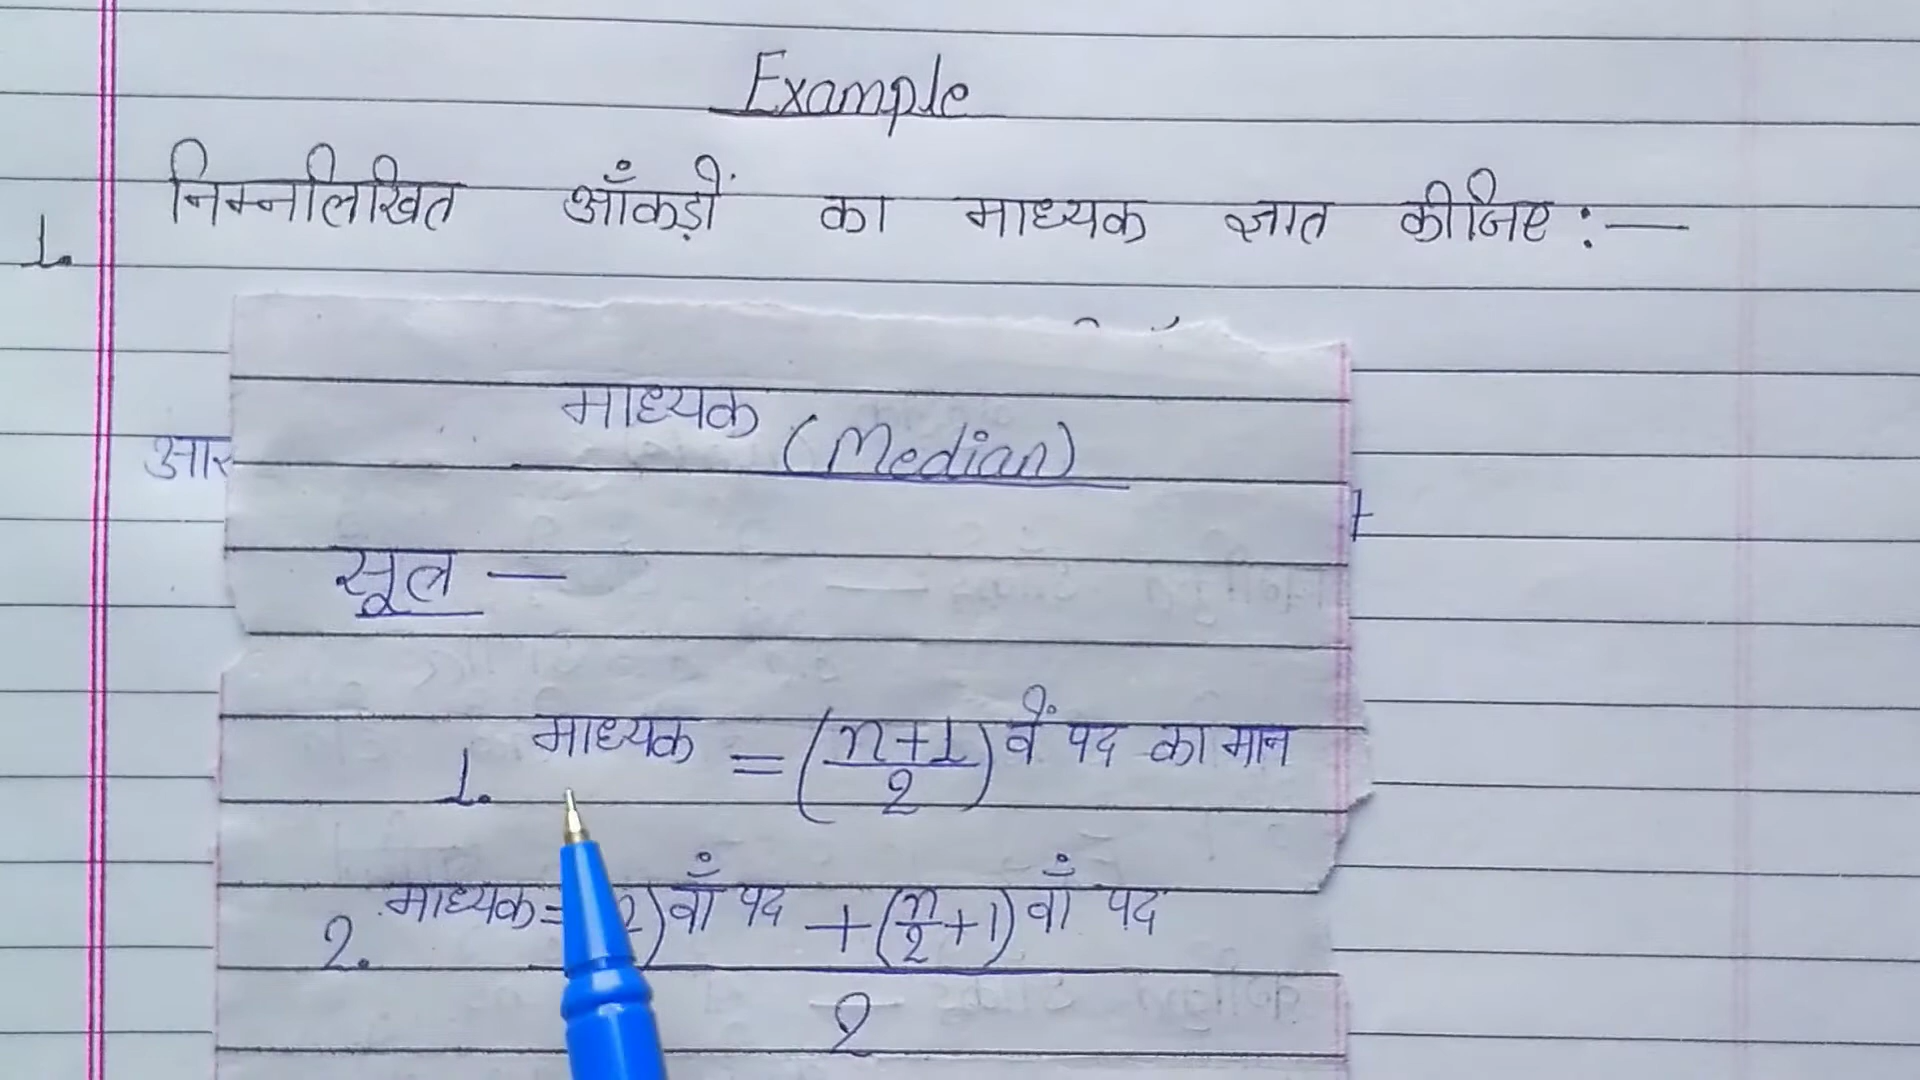 Example
1. निम्नलिखित आँकड़ों का माध्यक ज्ञात कीजिए :—
माध्यक (Median)
सूत्र —
1. माध्यक = (n+1/2) वें पद का मान
2. माध्यक = 2) वाँ पद + (n/2 + 1) वाँ पद
2